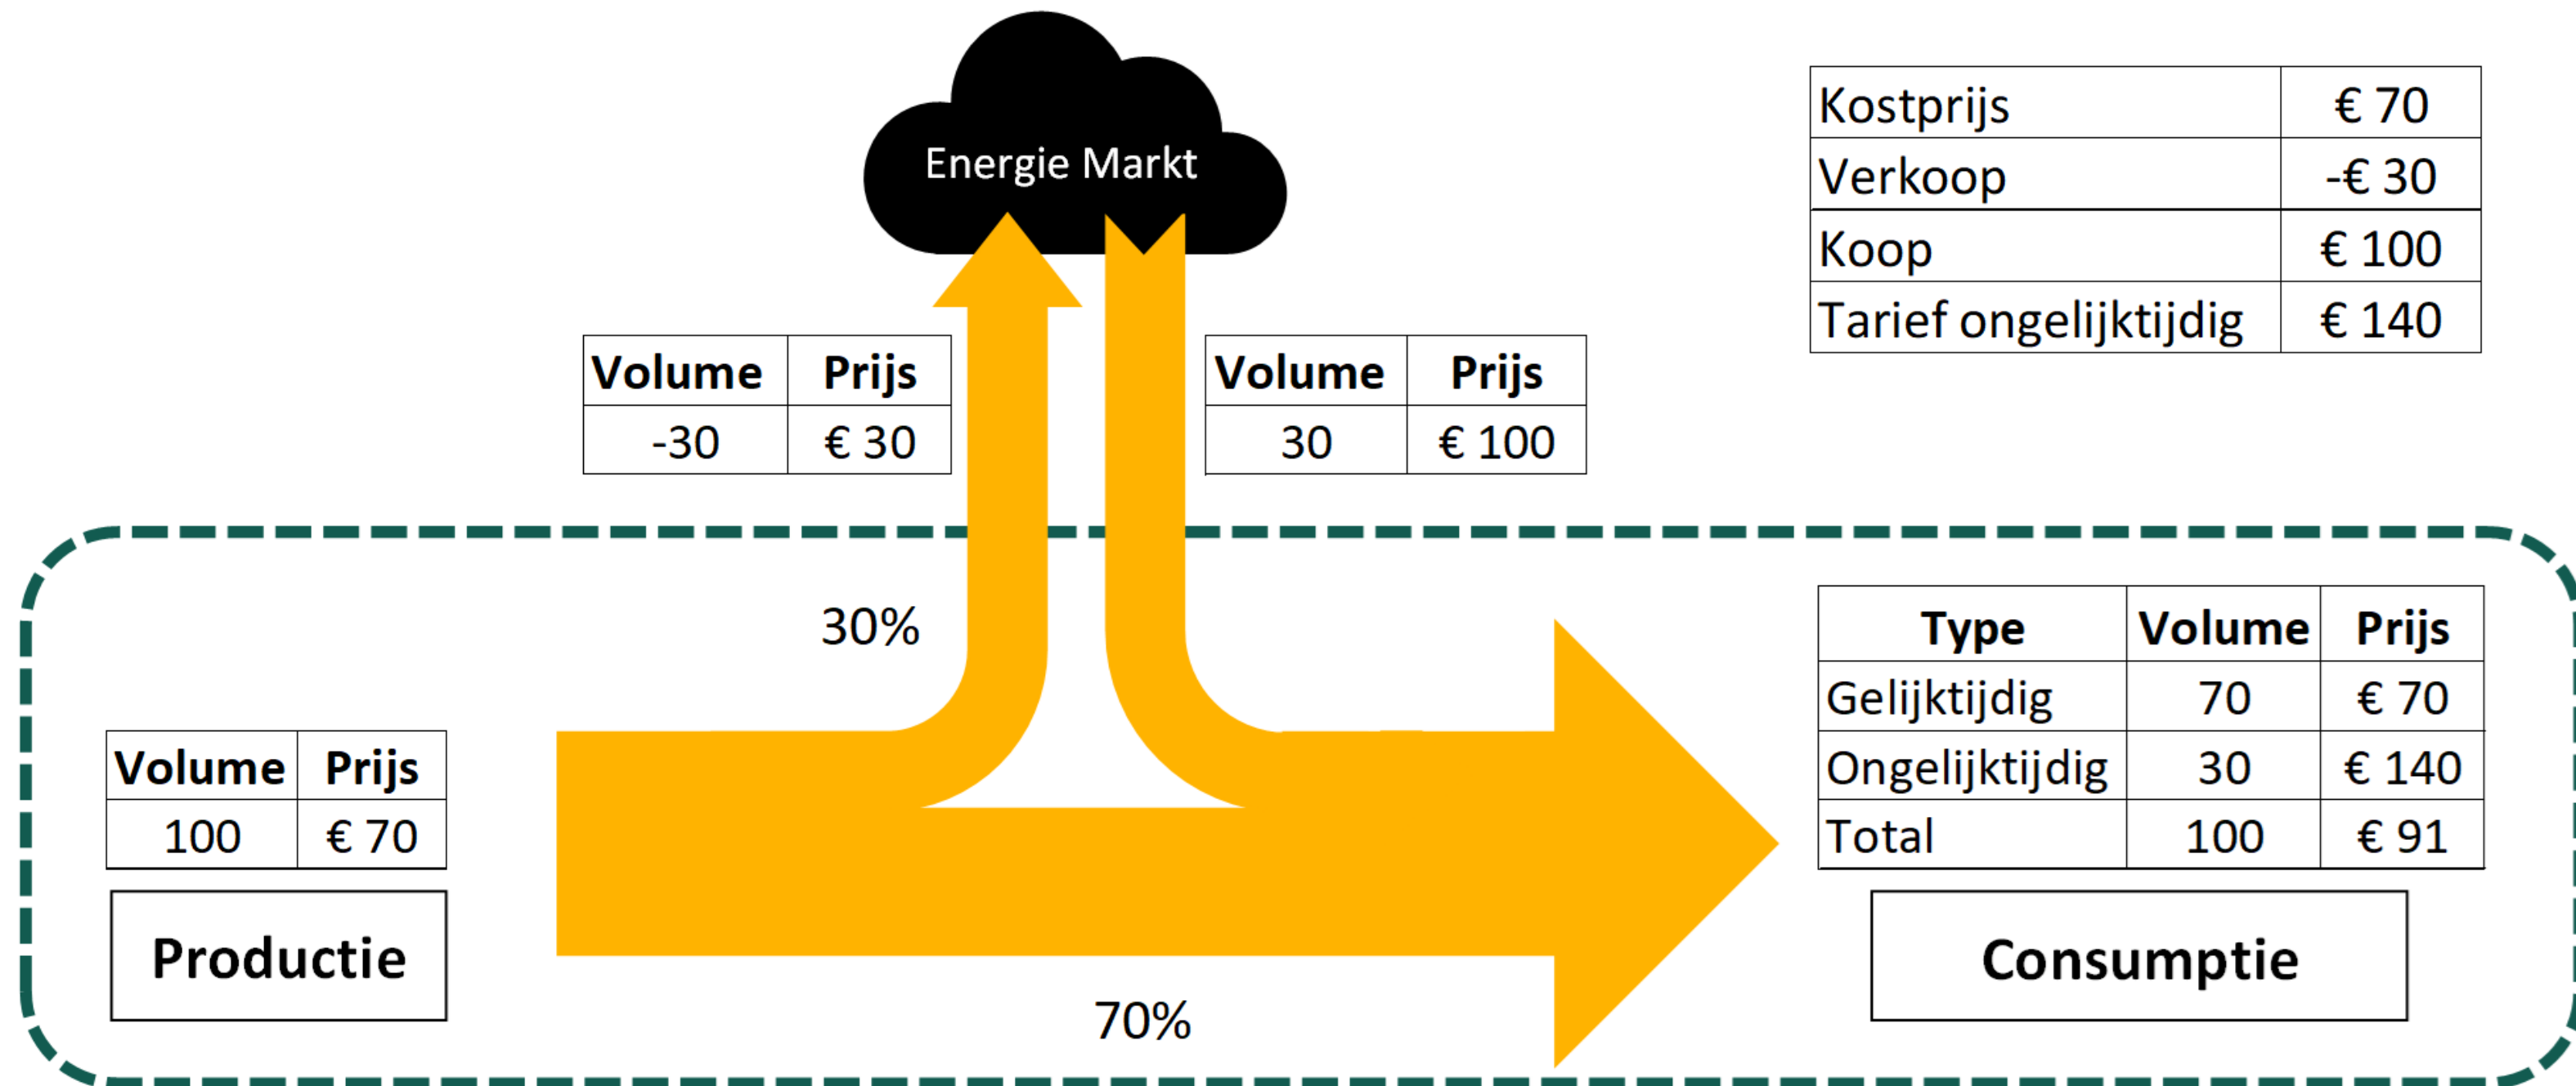 Energie Markt
Kostprijs € 70
Verkoop -€ 30
Koop € 100
Tarief ongelijktijdig € 140
Volume Prijs
-30 € 30
Volume Prijs
30 € 100
30%
Volume Prijs
100 € 70
Productie
70%
Type Volume Prijs
Gelijktijdig 70 € 70
Ongelijktijdig 30 € 140
Total 100 € 91
Consumptie